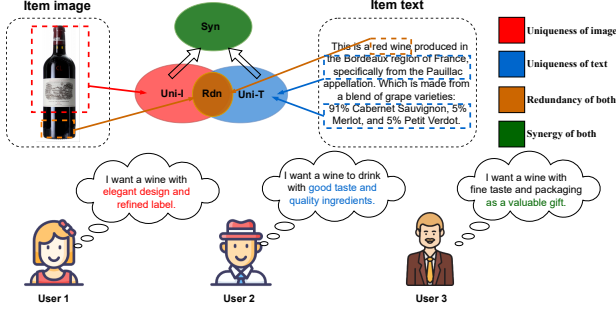 Item image
Item text
Syn
Uni-I
Rdn
Uni-T
This is a red wine produced in
the Bordeaux region of France,
specifically from the Pauillac
appellation. Which is made from
a blend of grape varieties:
91% Cabernet Sauvignon, 5%
Merlot, and 5% Petit Verdot.
Uniqueness of image
Uniqueness of text
Redundancy of both
Synergy of both
I want a wine with
elegant design and
refined label.
I want a wine to drink
with good taste and
quality ingredients.
I want a wine with
fine taste and packaging
as a valuable gift.
User 1
User 2
User 3